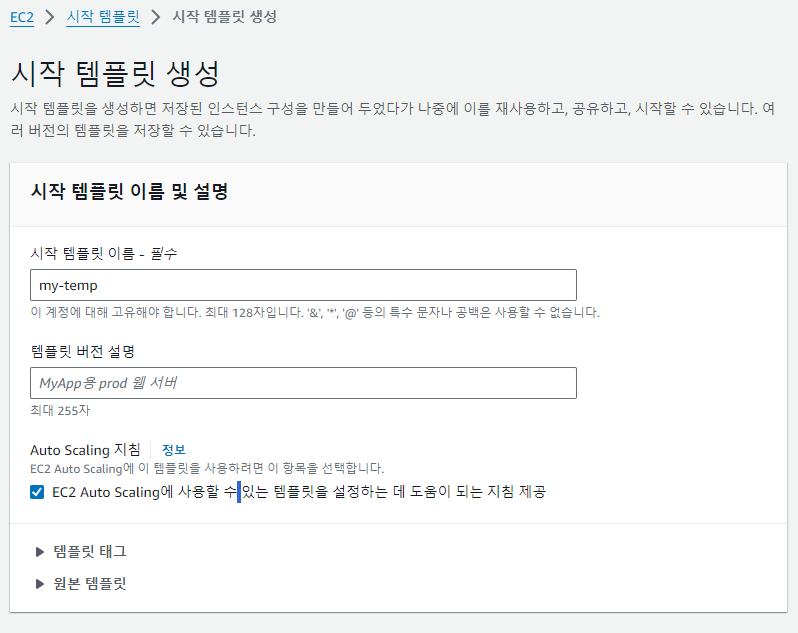 EC2 > 시작 템플릿 > 시작 템플릿 생성
시작 템플릿 생성
시작 템플릿을 생성하면 저장된 인스턴스 구성을 만들어 두었다가 나중에 이를 재사용하고, 공유하고, 시작할 수 있습니다. 여
러 버전의 템플릿을 저장할 수 있습니다.
시작 템플릿 이름 및 설명
시작 템플릿 이름 - 필수
my-temp
이 계정에 대해 고유해야 합니다. 최대 128자입니다. '&', '*', '@' 등의 특수 문자나 공백은 사용할 수 없습니다.
템플릿 버전 설명
MyApp용 prod 웹 서버
최대 255자
Auto Scaling 지침 정보
EC2 Auto Scaling에 이 템플릿을 사용하려면 이 항목을 선택합니다.
EC2 Auto Scaling에 사용할 수 있는 템플릿을 설정하는 데 도움이 되는 지침 제공
템플릿 태그
원본 템플릿